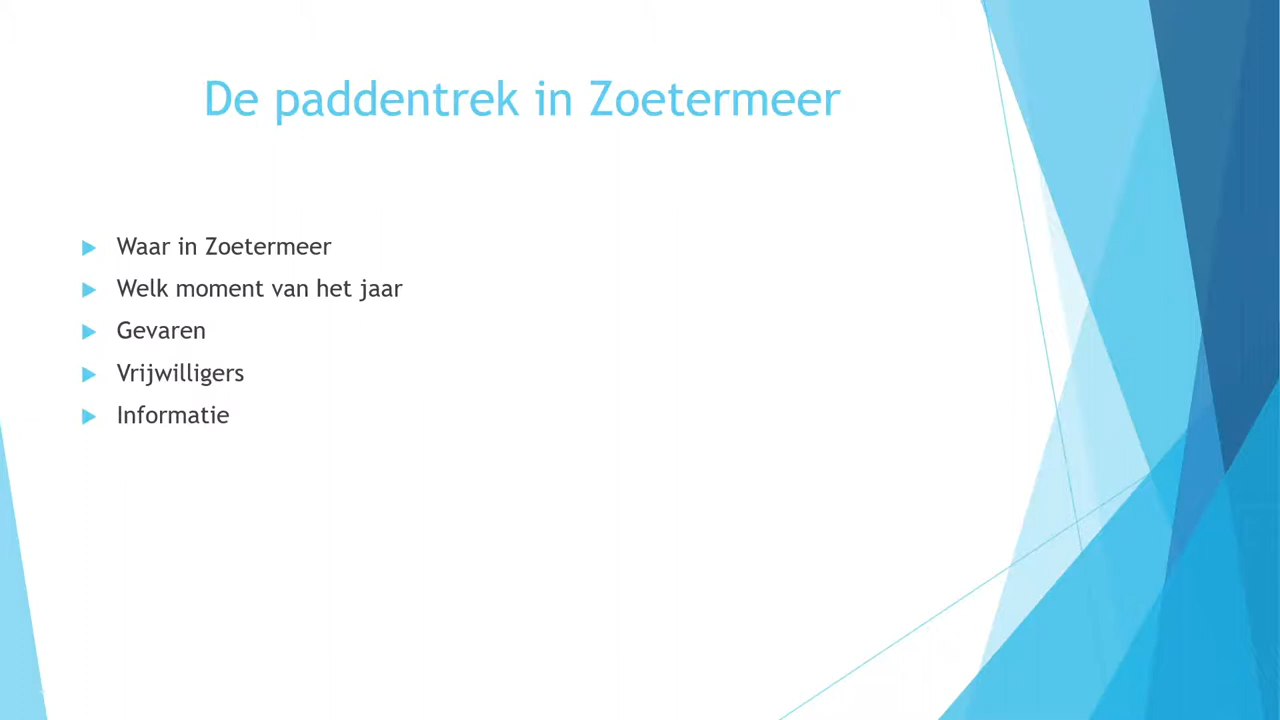 De paddentrek in Zoetermeer
Waar in Zoetermeer
Welk moment van het jaar
Gevaren
Vrijwilligers
Informatie